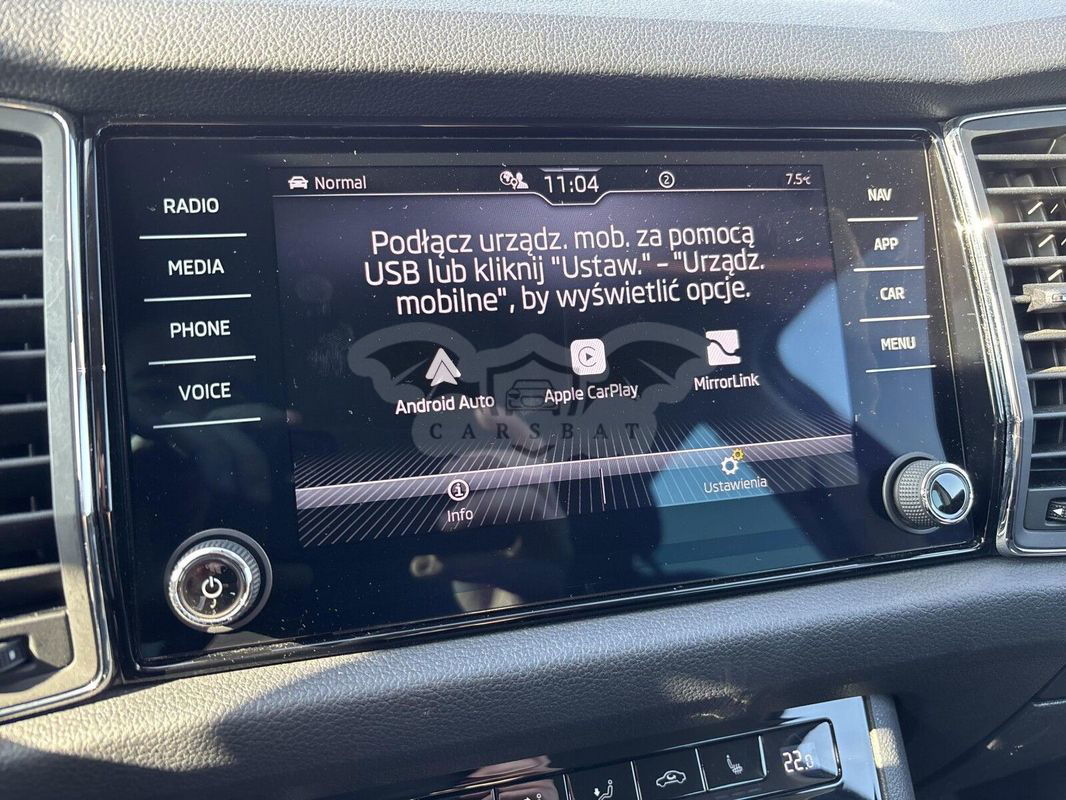 Normal
11:04
2
7.5°C
RADIO
MEDIA
PHONE
VOICE
NAV
APP
CAR
MENU
Podłącz urządz. mob. za pomocą
USB lub kliknij "Ustaw." - "Urządz.
mobilne", by wyświetlić opcje.
Android Auto
Apple CarPlay
MirrorLink
CARSBAT
Info
Ustawienia
22.0